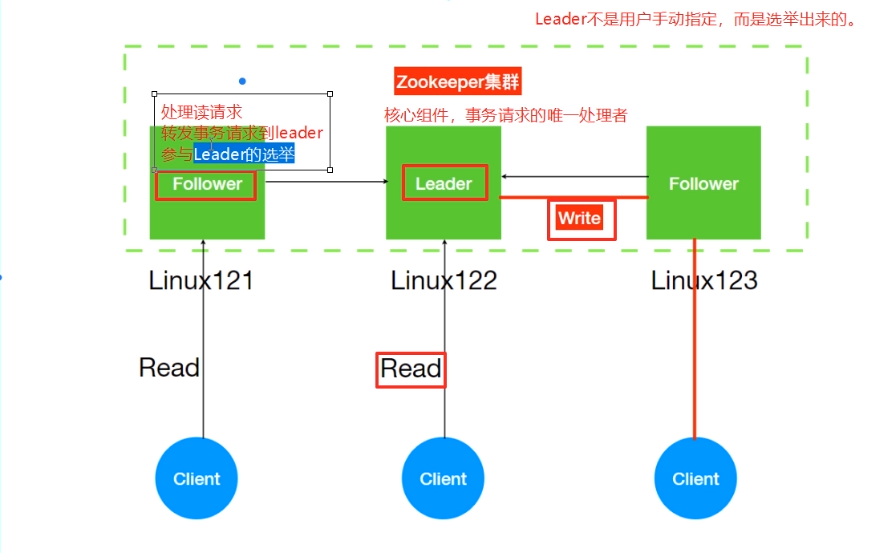 Leader不是用户手动指定，而是选举出来的。
Zookeeper集群
处理读请求
转发事务请求到leader
参与Leader的选举
核心组件，事务请求的唯一处理者
Follower
Leader
Follower
Write
Linux121
Linux122
Linux123
Read
Read
Client
Client
Client